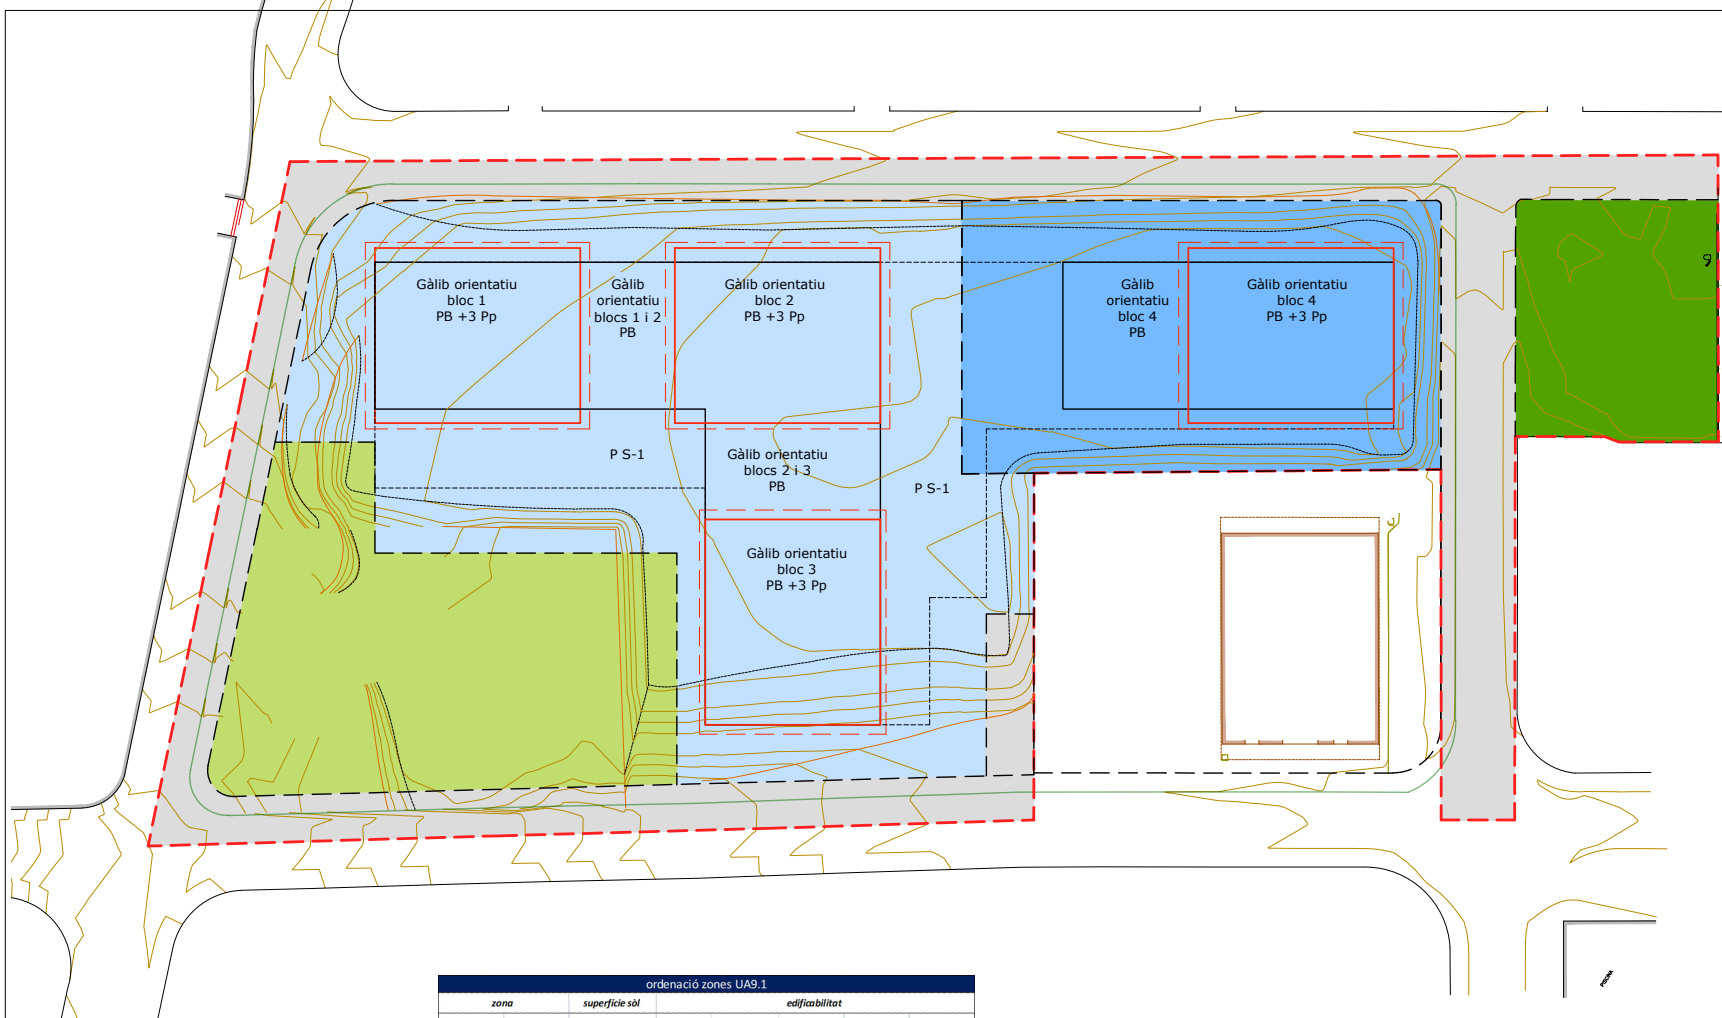 Gàlib orientatiu
bloc 1
PB +3 Pp
Gàlib
orientatiu
blocs 1 i 2
PB
Gàlib orientatiu
bloc 2
PB +3 Pp
Gàlib
orientatiu
bloc 4
PB
Gàlib orientatiu
bloc 4
PB +3 Pp
P S-1
Gàlib orientatiu
blocs 2 i 3
PB
P S-1
Gàlib orientatiu
bloc 3
PB +3 Pp
PISCINA
ordenació zones UA9.1
zona superfície sòl edificabilitat